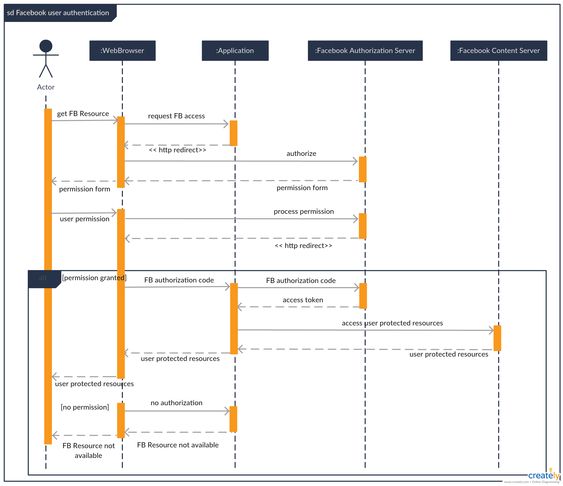 sd Facebook user authentication
:WebBrowser
:Application
:Facebook Authorization Server
:Facebook Content Server
Actor
get FB Resource
request FB access
<< http redirect>>
authorize
permission form
permission form
user permission
process permission
<< http redirect>>
alt
[permission granted]
FB authorization code
FB authorization code
access token
access user protected resources
user protected resources
user protected resources
user protected resources
[no permission]
no authorization
FB Resource not
available
FB Resource not available
creately